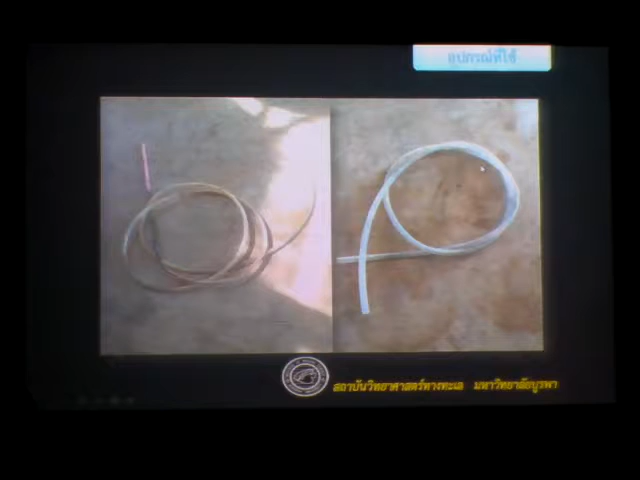 อุปกรณ์ที่ใช้
สถาบันวิทยาศาสตร์ทางทะเล มหาวิทยาลัยบูรพา